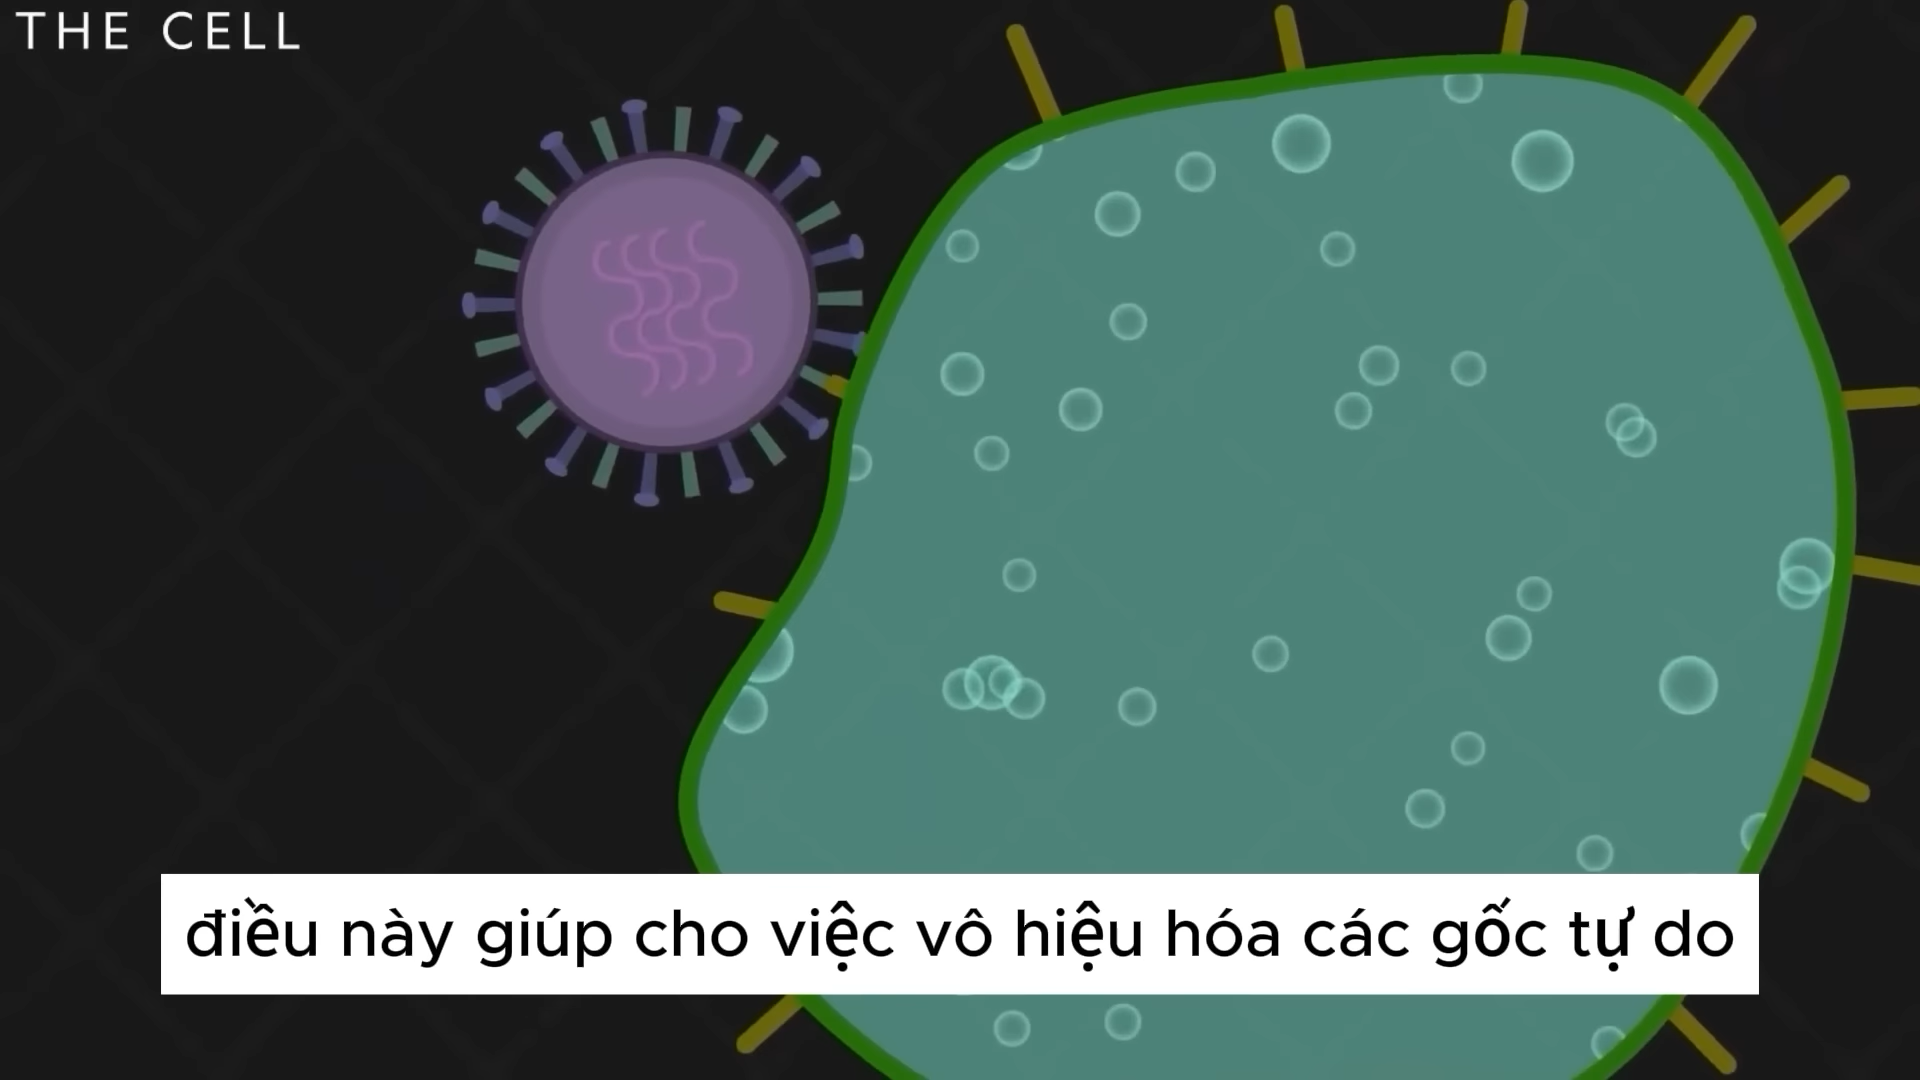 THE CELL
điều này giúp cho việc vô hiệu hóa các gốc tự do